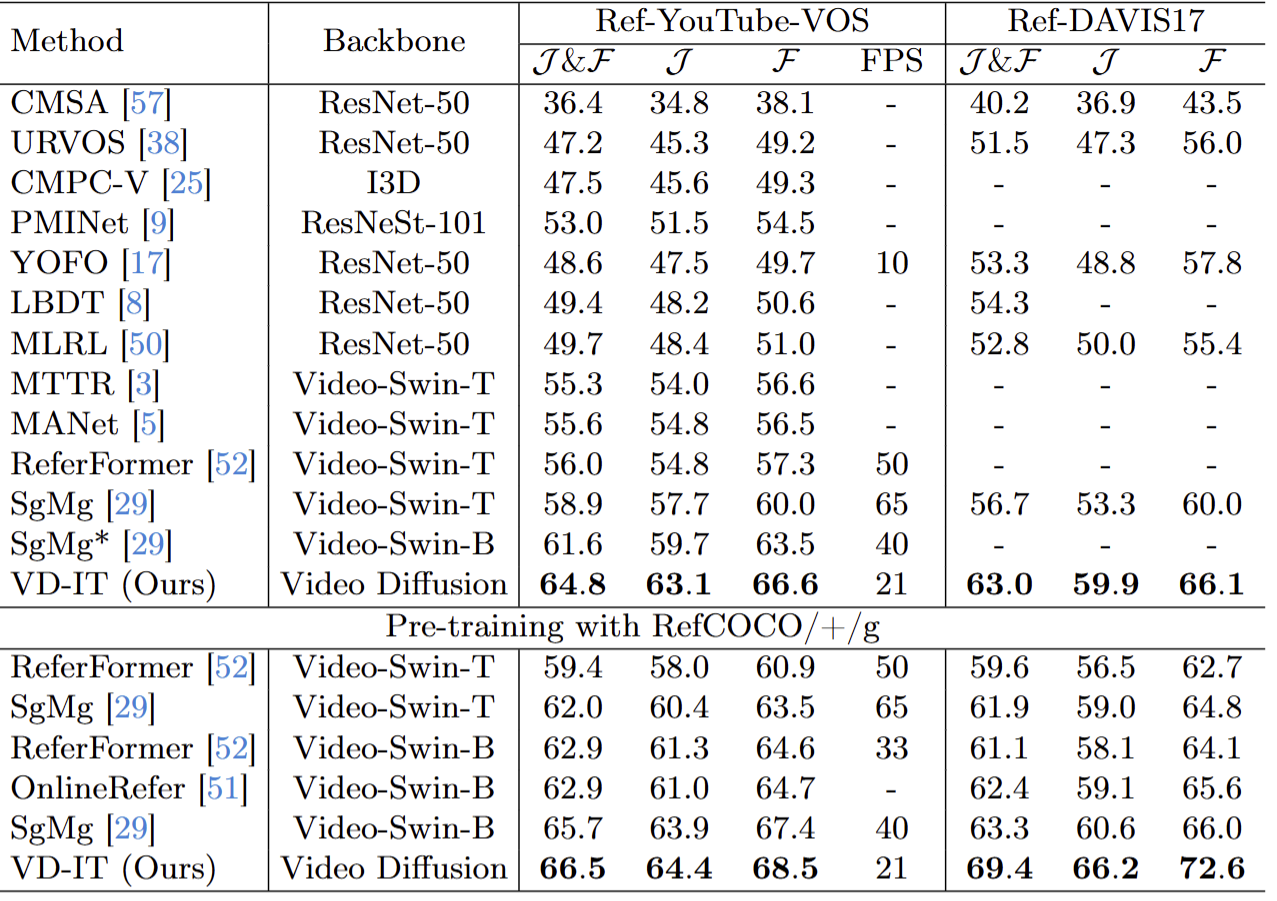 Method Backbone Ref-YouTube-VOS Ref-DAVIS17
𝒥&ℱ 𝒥 ℱ FPS 𝒥&ℱ 𝒥 ℱ
CMSA [57] ResNet-50 36.4 34.8 38.1 - 40.2 36.9 43.5
URVOS [38] ResNet-50 47.2 45.3 49.2 - 51.5 47.3 56.0
CMPC-V [25] I3D 47.5 45.6 49.3 - - - -
PMINet [9] ResNeSt-101 53.0 51.5 54.5 - - - -
YOFO [17] ResNet-50 48.6 47.5 49.7 10 53.3 48.8 57.8
LBDT [8] ResNet-50 49.4 48.2 50.6 - 54.3 - -
MLRL [50] ResNet-50 49.7 48.4 51.0 - 52.8 50.0 55.4
MTTR [3] Video-Swin-T 55.3 54.0 56.6 - - - -
MANet [5] Video-Swin-T 55.6 54.8 56.5 - - - -
ReferFormer [52] Video-Swin-T 56.0 54.8 57.3 50 - - -
SgMg [29] Video-Swin-T 58.9 57.7 60.0 65 56.7 53.3 60.0
SgMg* [29] Video-Swin-B 61.6 59.7 63.5 40 - - -
VD-IT (Ours) Video Diffusion 64.8 63.1 66.6 21 63.0 59.9 66.1
Pre-training with RefCOCO/+/g
ReferFormer [52] Video-Swin-T 59.4 58.0 60.9 50 59.6 56.5 62.7
SgMg [29] Video-Swin-T 62.0 60.4 63.5 65 61.9 59.0 64.8
ReferFormer [52] Video-Swin-B 62.9 61.3 64.6 33 61.1 58.1 64.1
OnlineRefer [51] Video-Swin-B 62.9 61.0 64.7 - 62.4 59.1 65.6
SgMg [29] Video-Swin-B 65.7 63.9 67.4 40 63.3 60.6 66.0
VD-IT (Ours) Video Diffusion 66.5 64.4 68.5 21 69.4 66.2 72.6